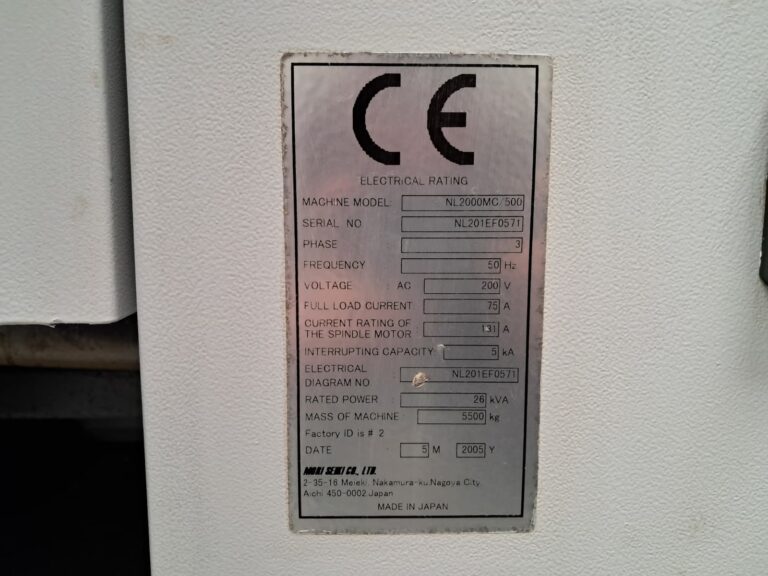 CE
ELECTRICAL RATING
MACHINE MODEL NL2000MC/500
SERIAL NO NL201EF0571
PHASE 3
FREQUENCY 50 Hz
VOLTAGE : AC 200 V
FULL LOAD CURRENT 75 A
CURRENT RATING OF
THE SPINDLE MOTOR 131 A
INTERRUPTING CAPACITY 5 kA
ELECTRICAL
DIAGRAM NO NL201EF0571
RATED POWER : 26 kVA
MASS OF MACHINE : 5500 kg
Factory ID is # 2
DATE 5 M 2005 Y
MORI SEIKI CO., LTD.
2-35-16 Meieki, Nakamura-ku, Nagoya City
Aichi 450-0002 Japan
MADE IN JAPAN